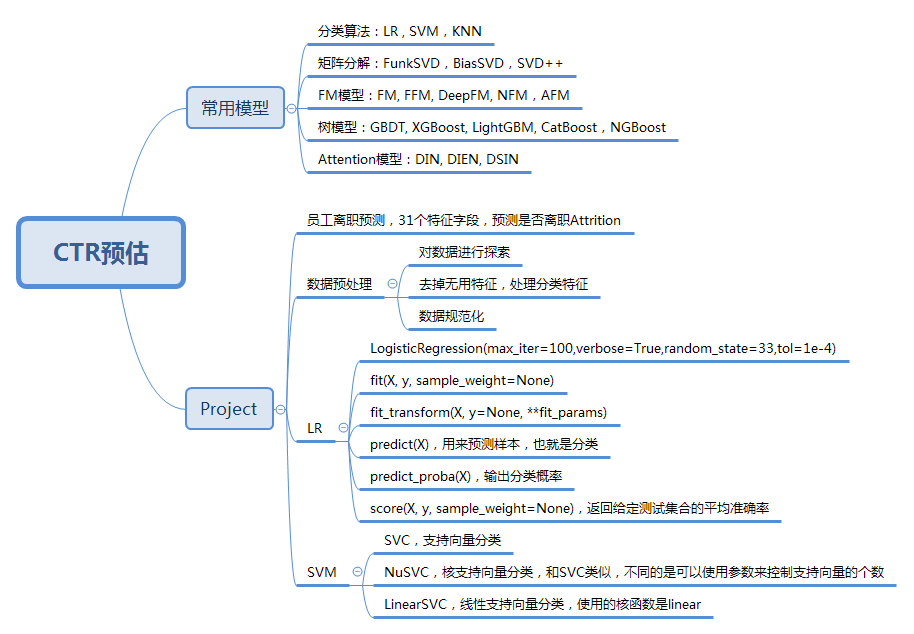 CTR预估
常用模型
分类算法：LR , SVM，KNN
矩阵分解：FunkSVD，BiasSVD，SVD++
FM模型：FM, FFM, DeepFM, NFM，AFM
树模型：GBDT, XGBoost, LightGBM, CatBoost，NGBoost
Attention模型：DIN, DIEN, DSIN
Project
员工离职预测，31个特征字段，预测是否离职Attrition
数据预处理
对数据进行探索
去掉无用特征，处理分类特征
数据规范化
LR
LogisticRegression(max_iter=100,verbose=True,random_state=33,tol=1e-4)
fit(X, y, sample_weight=None)
fit_transform(X, y=None, **fit_params)
predict(X)，用来预测样本，也就是分类
predict_proba(X)，输出分类概率
score(X, y, sample_weight=None)，返回给定测试集合的平均准确率
SVM
SVC，支持向量分类
NuSVC，核支持向量分类，和SVC类似，不同的是可以使用参数来控制支持向量的个数
LinearSVC，线性支持向量分类，使用的核函数是linear